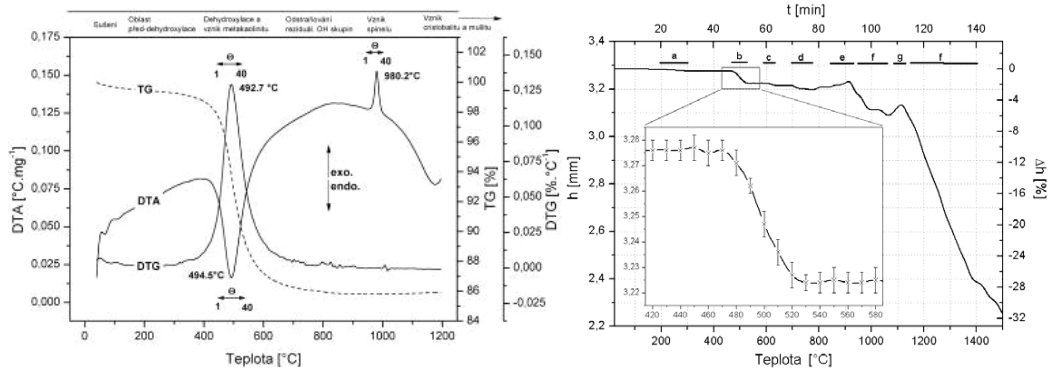 Sušení
Oblast
před-dehydroxylace
Dehydroxylace a
vznik metakaolinitu
Odstraňování
reziduál. OH skupin
Vznik
spinelu
Vznik
cristobalitu a mullitu
0,175
0,150
0,125
0,100
0,075
0,050
0,025
0,000
DTA [°C.mg⁻¹]
TG
DTA
DTG
Θ
1 40
492.7 °C
494.5°C
Θ
1 40
Θ
1 40
980.2°C
exo.
endo.
102
100
98
96
94
92
90
88
86
84
TG [%]
0,150
0,125
0,100
0,075
0,050
0,025
0,000
-0,025
DTG [%.°C⁻¹]
0 200 400 600 800 1000 1200
Teplota [°C]
t [min]
0 20 40 60 80 100 120 140
3,4
3,2
3,0
2,8
2,6
2,4
2,2
h [mm]
a b c d e f g f
3,28
3,27
3,26
3,25
3,24
3,23
3,22
420 440 460 480 500 520 540 560 580
0
-4
-8
-12
-16
-20
-24
-28
-32
Δh [%]
200 400 600 800 1000 1200 1400
Teplota [°C]